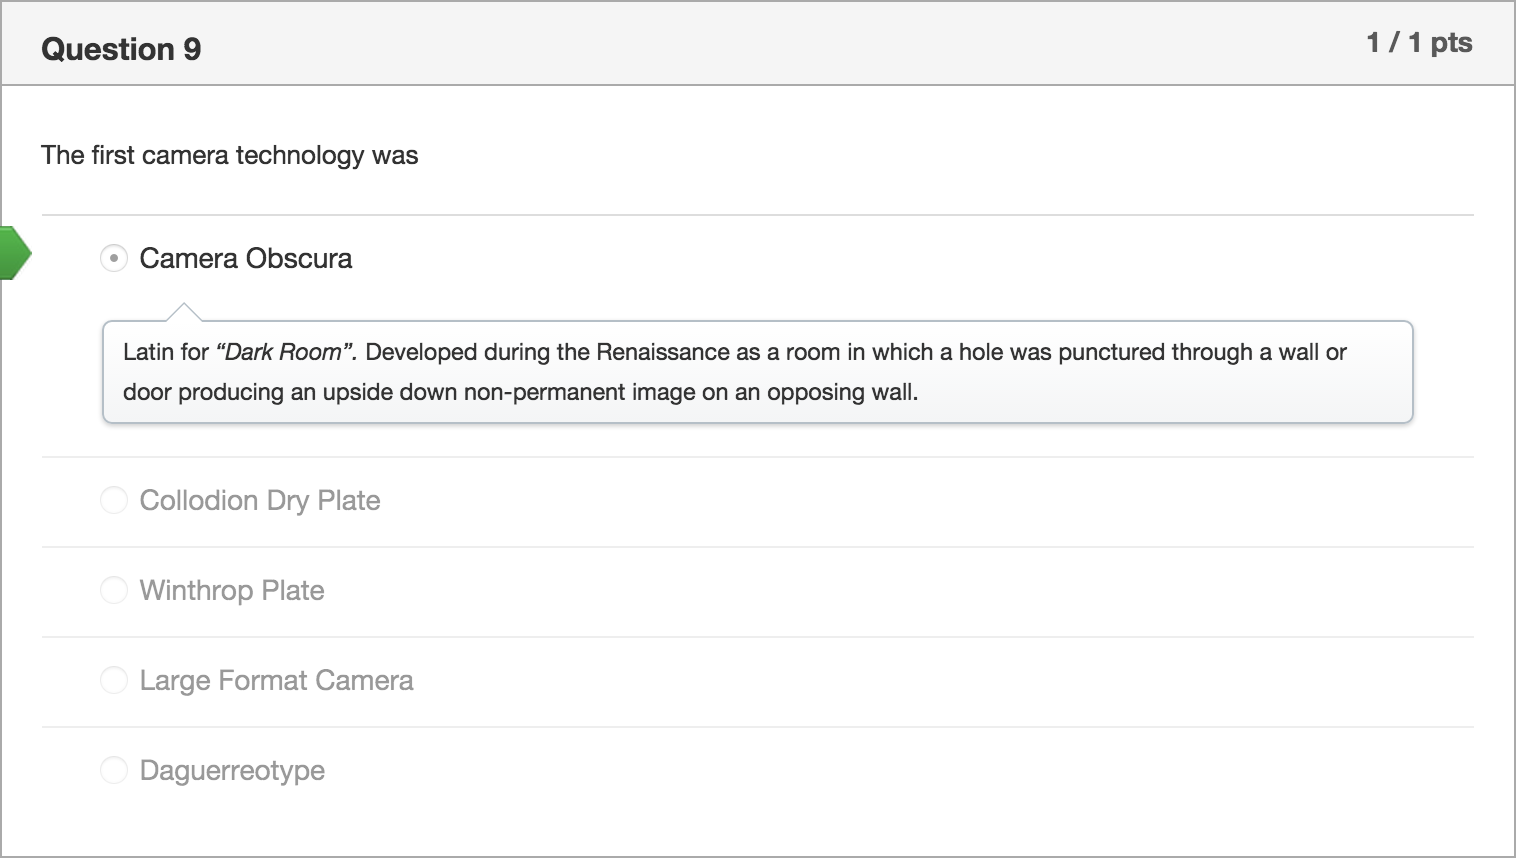 Question 9
1 / 1 pts
The first camera technology was
Camera Obscura
Latin for “Dark Room”. Developed during the Renaissance as a room in which a hole was punctured through a wall or
door producing an upside down non-permanent image on an opposing wall.
Collodion Dry Plate
Winthrop Plate
Large Format Camera
Daguerreotype